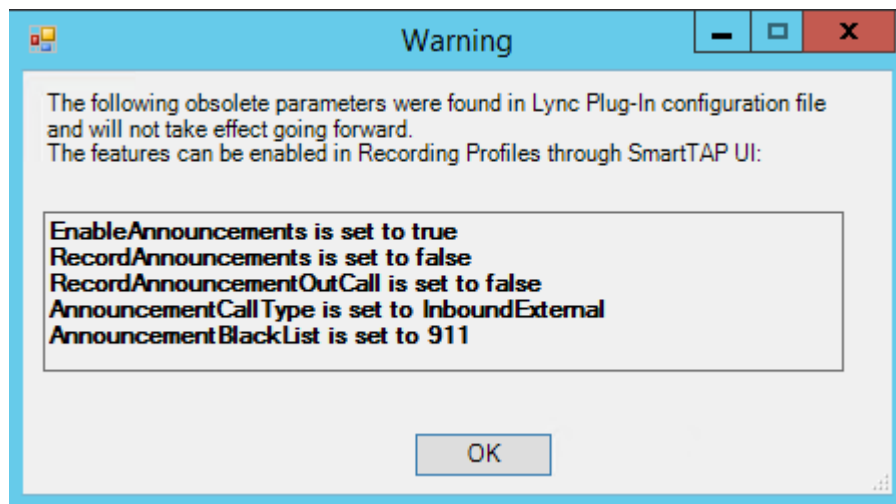 Warning
The following obsolete parameters were found in Lync Plug-In configuration file
and will not take effect going forward.
The features can be enabled in Recording Profiles through SmartTAP UI:
EnableAnnouncements is set to true
RecordAnnouncements is set to false
RecordAnnouncementOutCall is set to false
AnnouncementCallType is set to InboundExternal
AnnouncementBlackList is set to 911
OK